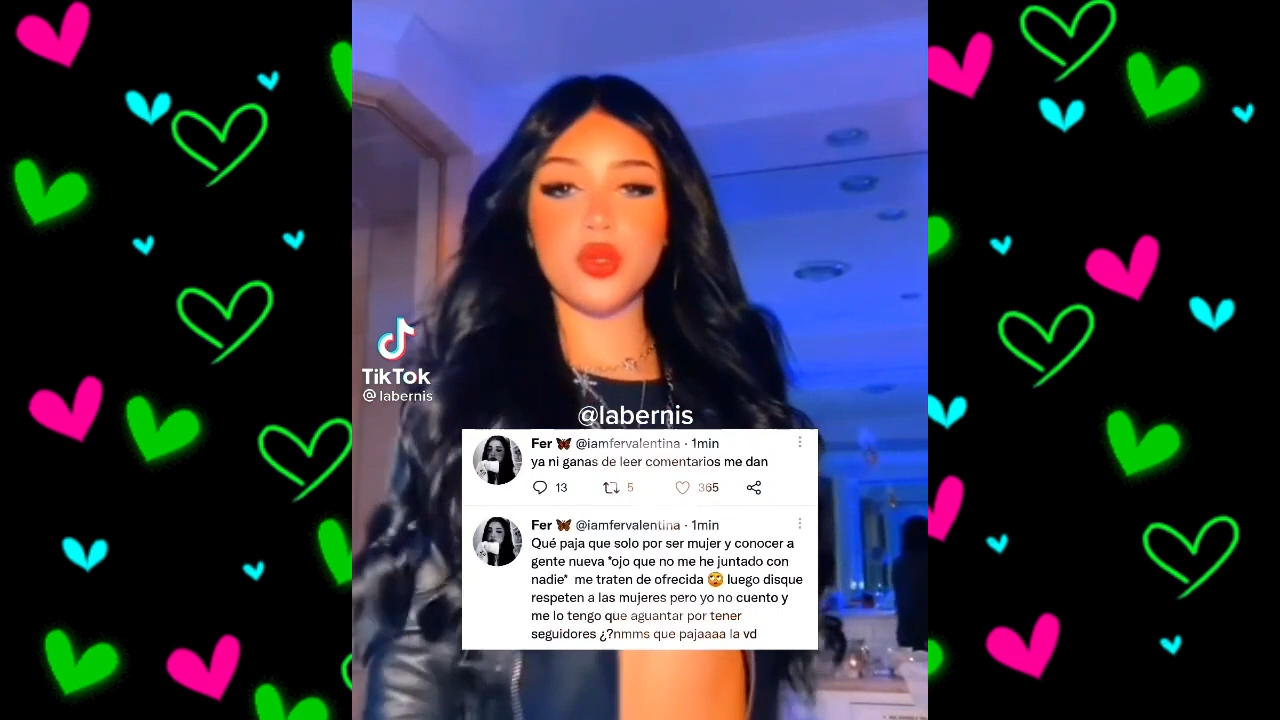 TikTok
@labernis
@labernis
Fer 🦋 @iamfervalentina · 1min
ya ni ganas de leer comentarios me dan
13 5 365
Fer 🦋 @iamfervalentina · 1min
Qué paja que solo por ser mujer y conocer a
gente nueva *ojo que no me he juntado con
nadie* me traten de ofrecida 🙄 luego disque
respeten a las mujeres pero yo no cuento y
me lo tengo que aguantar por tener
seguidores ¿?nmms que pajaaaa la vd